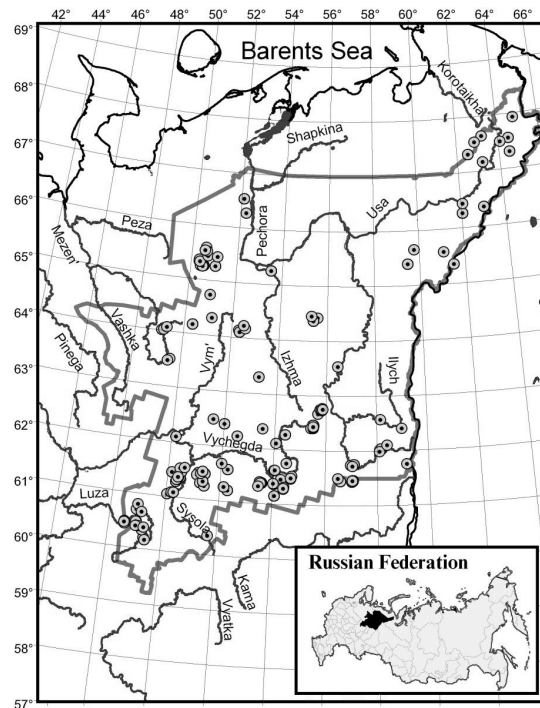 42° 44° 46° 48° 50° 52° 54° 56° 58° 60° 62° 64° 66°
Barents Sea
69°
68°
67°
66°
65°
64°
63°
62°
61°
60°
59°
58°
57°
Korotaikha
Shapkina
Usa
Peza
Pechora
Mezen'
Vashka
Pinega
Vym'
Izhma
Ilych
Vychegda
Luza
Sysola
Kama
Vyatka
Russian Federation